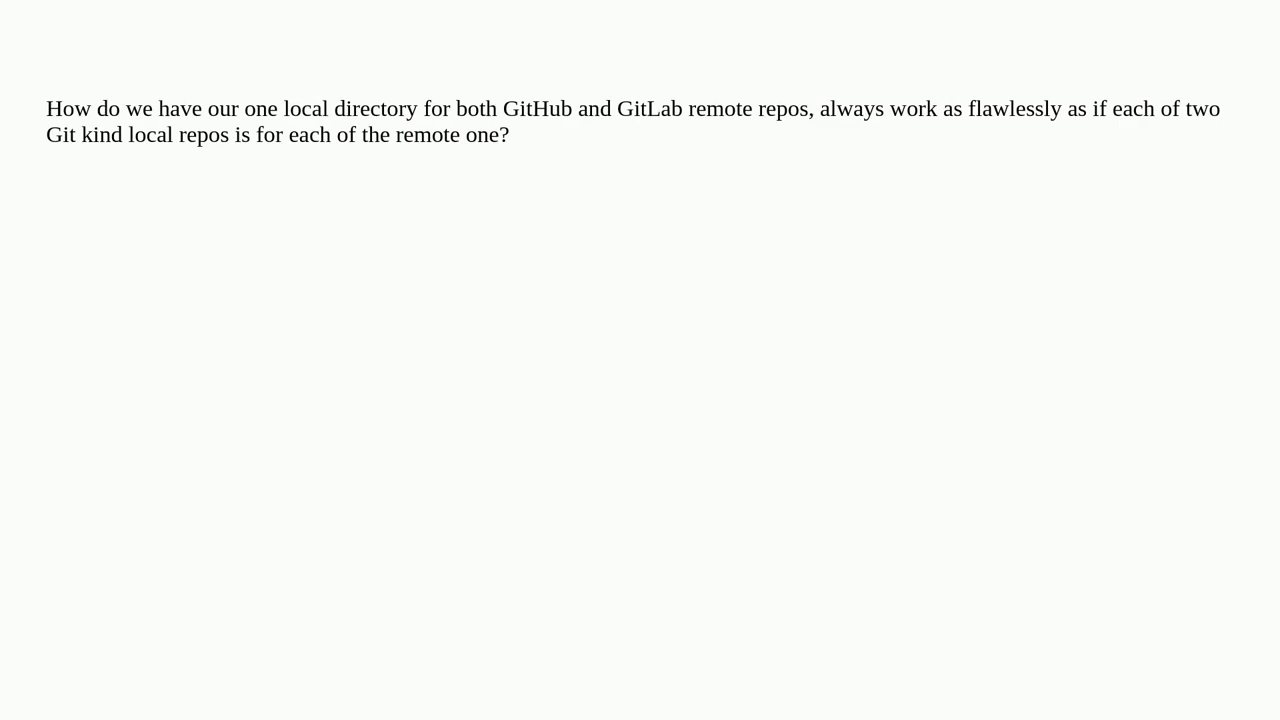 How do we have our one local directory for both GitHub and GitLab remote repos, always work as flawlessly as if each of two
Git kind local repos is for each of the remote one?